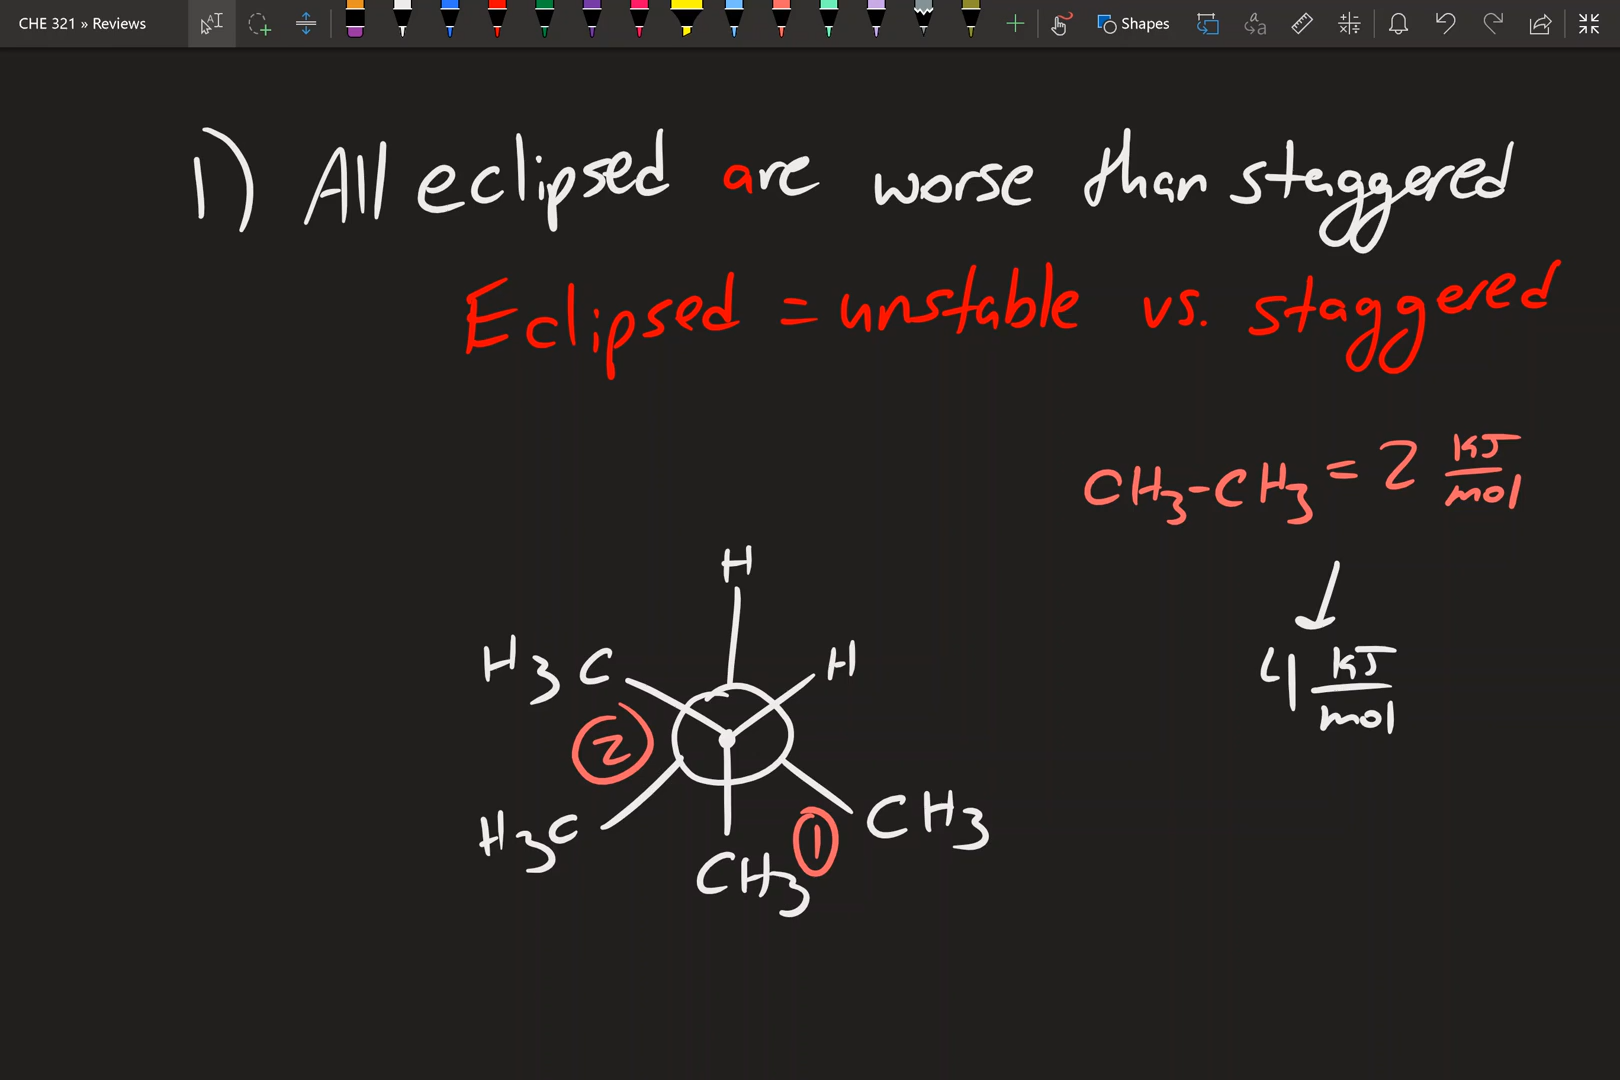 CHE 321 » Reviews
Shapes
1) All eclipsed are worse than staggered
Eclipsed = unstable vs. staggered
CH3-CH3 = 2 kJ/mol
4 kJ/mol
H
H3C
H
2
H3C
CH3
1
CH3